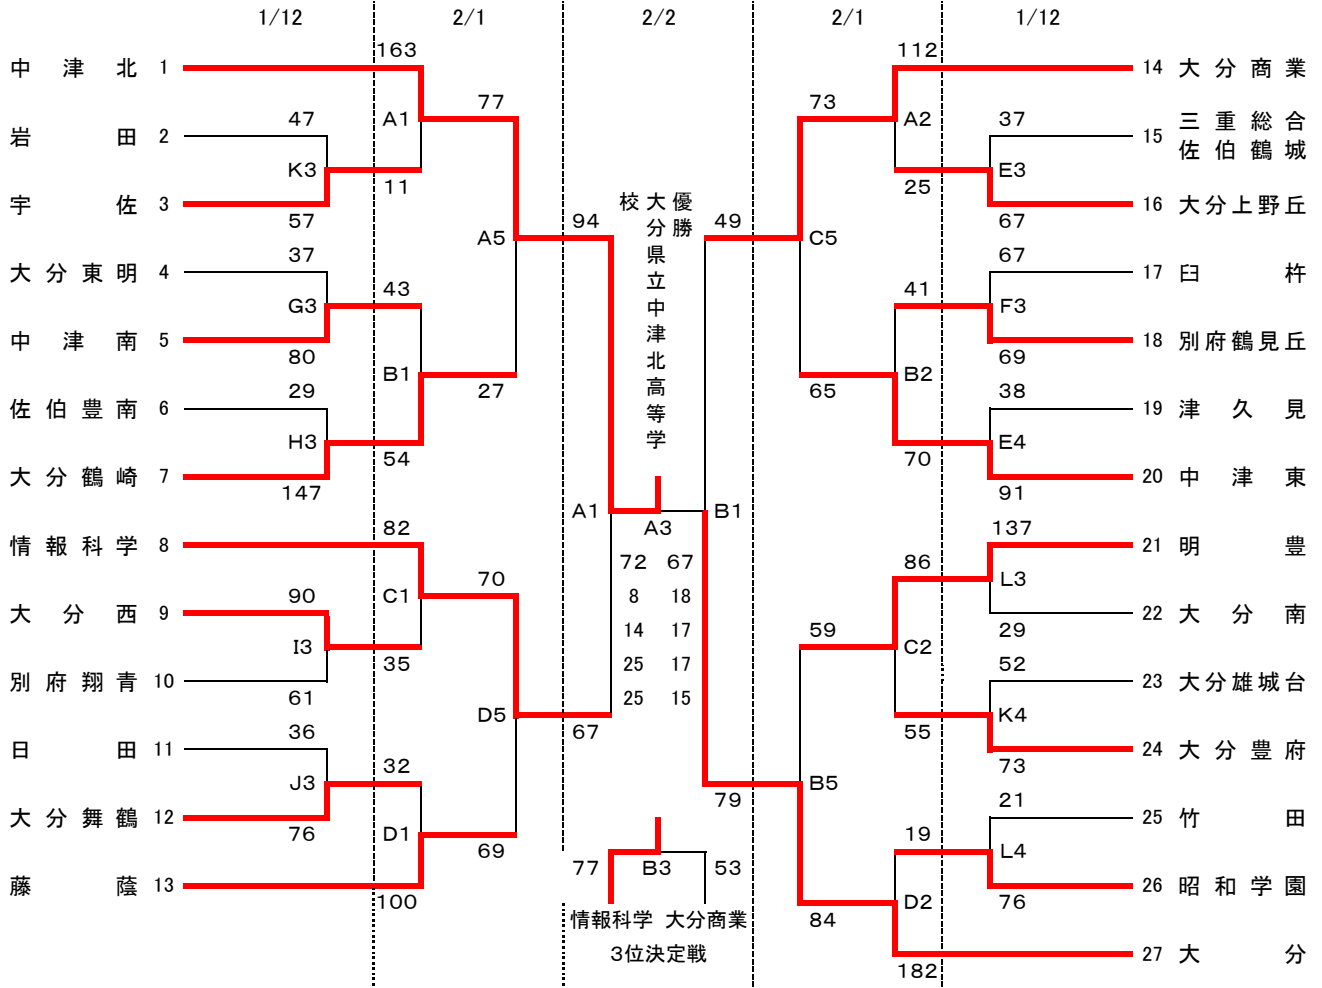 1/12 2/1 2/2 2/1 1/12
163 112
中津北 1 14 大分商業
77 73
47 A1 A2 37
岩田 2 15 三重総合
佐伯鶴城
K3 E3
11 25
宇佐 3 16 大分上野丘
57 94 49 67
優勝
大分県立中津北高等学校
37 A5 C5 67
大分東明 4 17 臼杵
43 41
G3 F3
中津南 5 18 別府鶴見丘
80 69
B1 B2
29 27 65 38
佐伯豊南 6 19 津久見
H3 E4
54 70
大分鶴崎 7 20 中津東
147 91
A1 B1
A3
82 137
情報科学 8 21 明豊
72 67
70 86
90 C1 8 18 L3
大分西 9 22 大分南
14 17 59 29
I3 C2
35 25 17 52
別府翔青 10 23 大分雄城台
61 25 15
D5 K4
36 67 55
日田 11 24 大分豊府
32 73
J3 B5
79 21
大分舞鶴 12 25 竹田
76 D1 19
69 L4
77 B3 53
藤蔭 13 26 昭和学園
100 D2 76
情報科学 大分商業 84
3位決定戦 27 大分
182